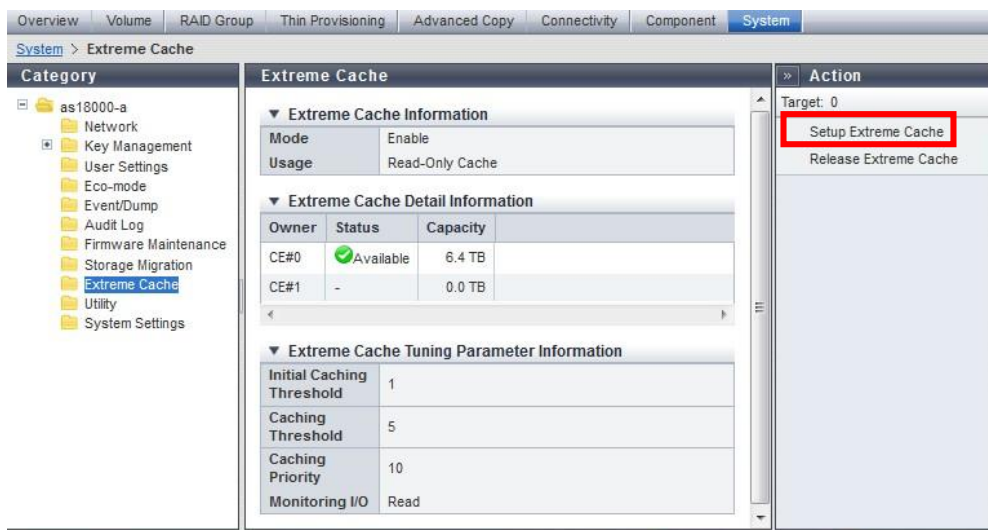 Overview Volume RAID Group Thin Provisioning Advanced Copy Connectivity Component System
System > Extreme Cache
Category
as18000-a
Network
Key Management
User Settings
Eco-mode
Event/Dump
Audit Log
Firmware Maintenance
Storage Migration
Extreme Cache
Utility
System Settings
Extreme Cache
Extreme Cache Information
Mode Enable
Usage Read-Only Cache
Extreme Cache Detail Information
Owner Status Capacity
CE#0 Available 6.4 TB
CE#1 - 0.0 TB
Extreme Cache Tuning Parameter Information
Initial Caching
Threshold 1
Caching
Threshold 5
Caching
Priority 10
Monitoring I/O Read
» Action
Target: 0
Setup Extreme Cache
Release Extreme Cache